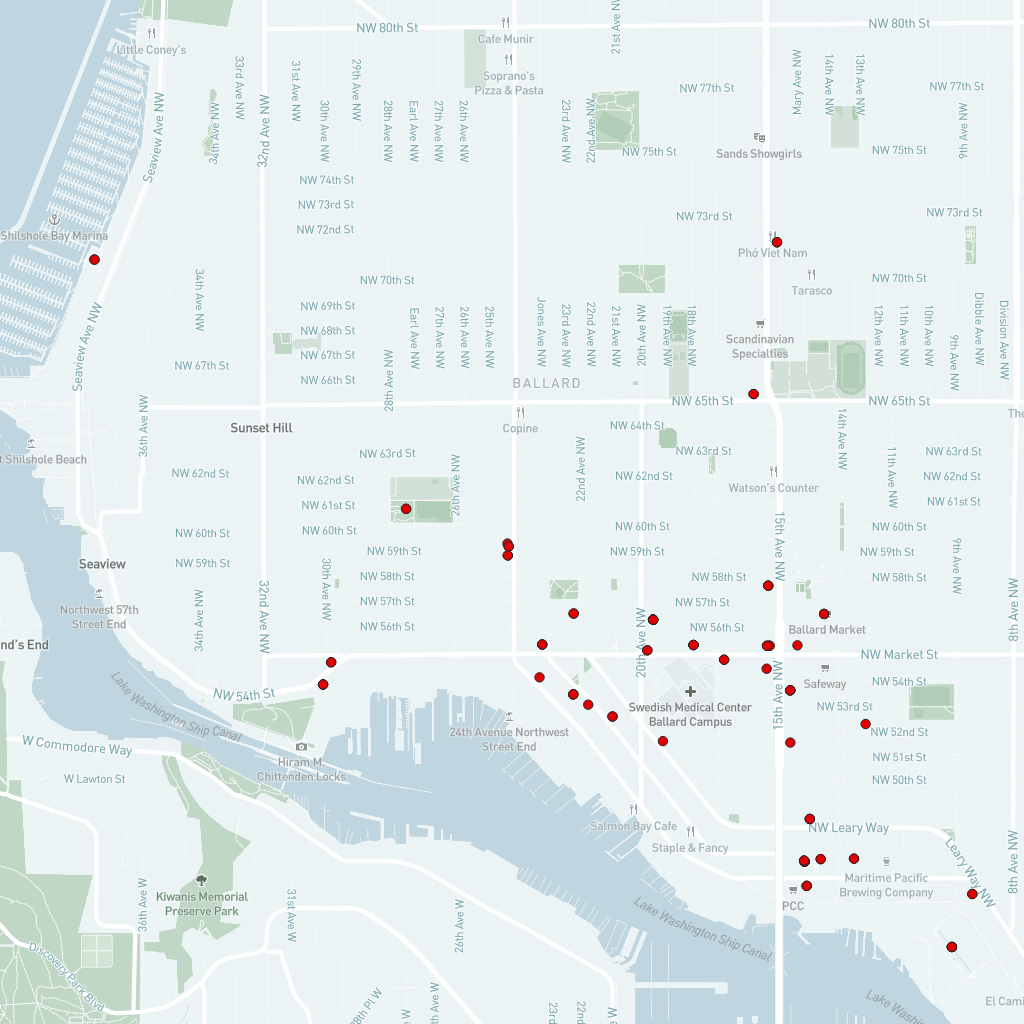 NW 80th St
NW 80th St
Cafe Munir
Little Coney's
21st Ave NW
Soprano's
Pizza & Pasta
33rd Ave NW
31st Ave NW
29th Ave NW
Mary Ave NW
14th Ave NW
13th Ave NW
NW 77th St
NW 77th St
34th Ave NW
32nd Ave NW
30th Ave NW
28th Ave NW
Earl Ave NW
27th Ave NW
26th Ave NW
23rd Ave NW
22nd Ave NW
9th Ave NW
Seaview Ave NW
NW 75th St
Sands Showgirls
NW 75th St
NW 74th St
NW 73rd St
NW 73rd St
NW 73rd St
NW 72nd St
Shilshole Bay Marina
Phở Viet Nam
NW 70th St
NW 70th St
Tarasco
34th Ave NW
Seaview Ave NW
NW 69th St
NW 68th St
NW 67th St
NW 67th St
NW 66th St
Earl Ave NW
27th Ave NW
26th Ave NW
25th Ave NW
Jones Ave NW
23rd Ave NW
22nd Ave NW
21st Ave NW
20th Ave NW
19th Ave NW
18th Ave NW
12th Ave NW
11th Ave NW
10th Ave NW
9th Ave NW
Dibble Ave NW
Division Ave NW
Scandinavian
Specialties
28th Ave NW
BALLARD
NW 65th St
NW 65th St
36th Ave NW
Sunset Hill
Copine
NW 64th St
14th Ave NW
The
t Shilshole Beach
NW 63rd St
NW 63rd St
NW 63rd St
22nd Ave NW
26th Ave NW
11th Ave NW
NW 62nd St
NW 62nd St
NW 62nd St
NW 62nd St
Watson's Counter
NW 61st St
NW 61st St
NW 60th St
NW 60th St
NW 60th St
NW 60th St
15th Ave NW
NW 59th St
NW 59th St
NW 59th St
NW 59th St
9th Ave NW
Seaview
30th Ave NW
NW 58th St
NW 58th St
NW 58th St
32nd Ave NW
34th Ave NW
8th Ave NW
Northwest 57th
Street End
NW 57th St
NW 57th St
NW 56th St
NW 56th St
20th Ave NW
Ballard Market
nd's End
NW Market St
NW 54th St
NW 54th St
Safeway
15th Ave NW
Lake Washington Ship Canal
Swedish Medical Center
Ballard Campus
NW 53rd St
NW 52nd St
24th Avenue Northwest
Street End
W Commodore Way
NW 51st St
Hiram M.
Chittenden Locks
W Lawton St
NW 50th St
Salmon Bay Cafe
NW Leary Way
Staple & Fancy
Leary Way NW
8th Ave NW
Maritime Pacific
Brewing Company
PCC
Kiwanis Memorial
Preserve Park
36th Ave W
31st Ave W
26th Ave W
Lake Washington Ship Canal
Discovery Park Blvd
El Cami